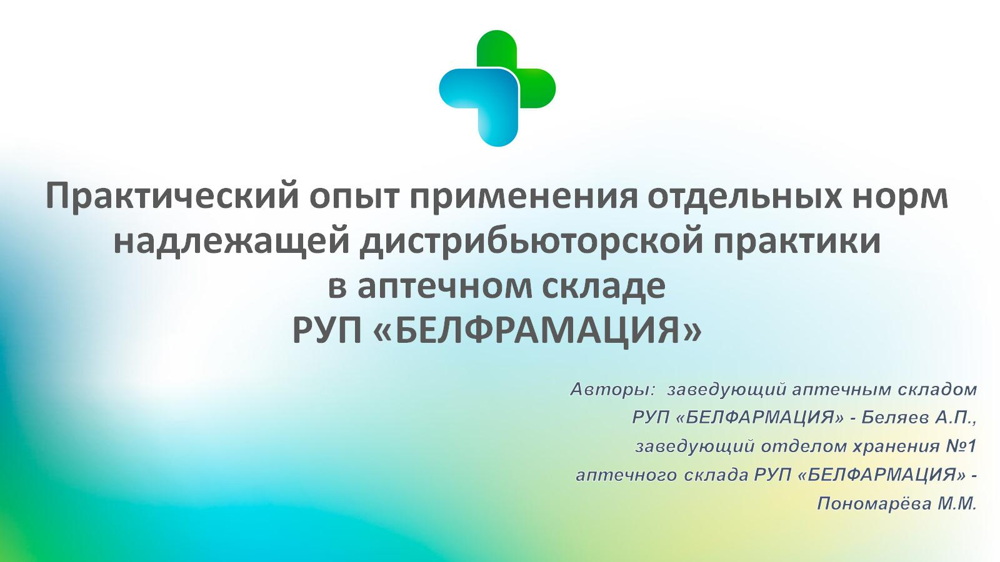 Практический опыт применения отдельных норм
надлежащей дистрибьюторской практики
в аптечном складе
РУП «БЕЛФРАМАЦИЯ»
Авторы: заведующий аптечным складом
РУП «БЕЛФАРМАЦИЯ» - Беляев А.П.,
заведующий отделом хранения №1
аптечного склада РУП «БЕЛФАРМАЦИЯ» -
Пономарёва М.М.